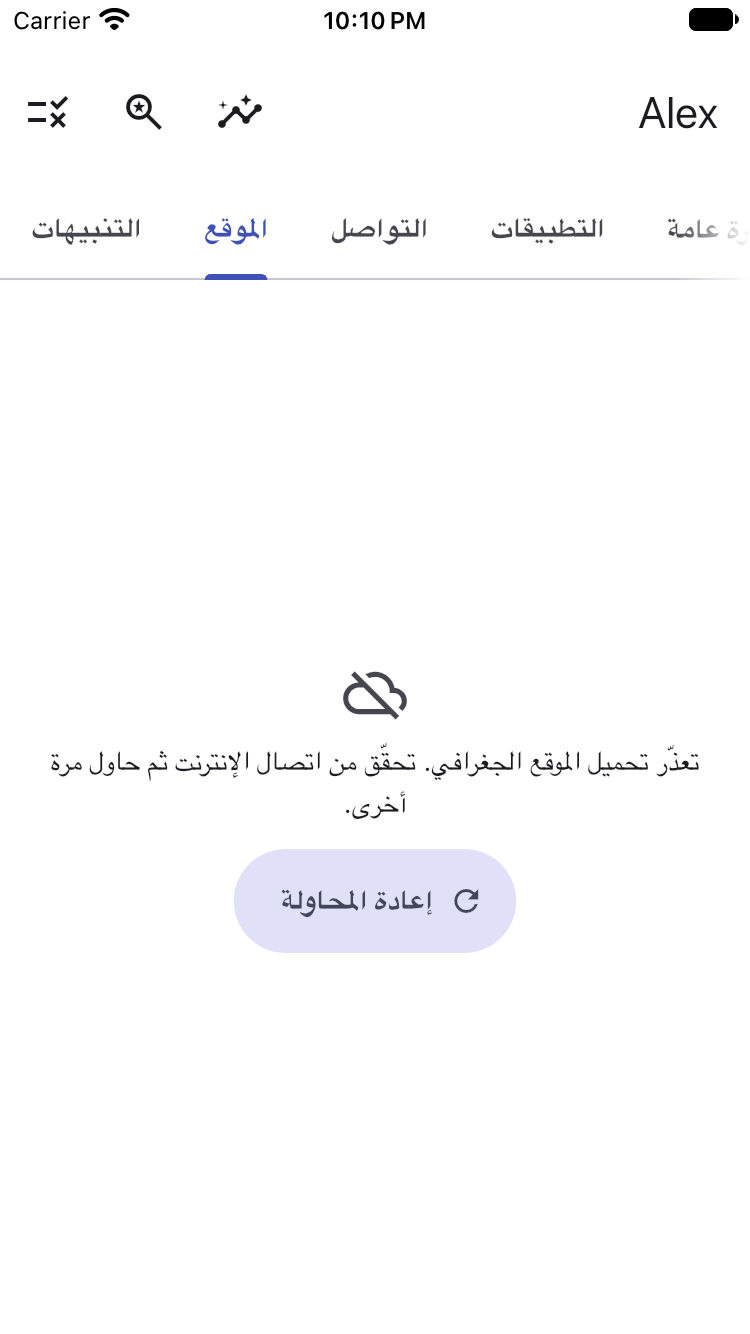 Carrier
10:10 PM
Alex
عامة
التطبيقات
التواصل
الموقع
التنبيهات
تعذّر تحميل الموقع الجغرافي. تحقّق من اتصال الإنترنت ثم حاول مرة
أخرى.
إعادة المحاولة